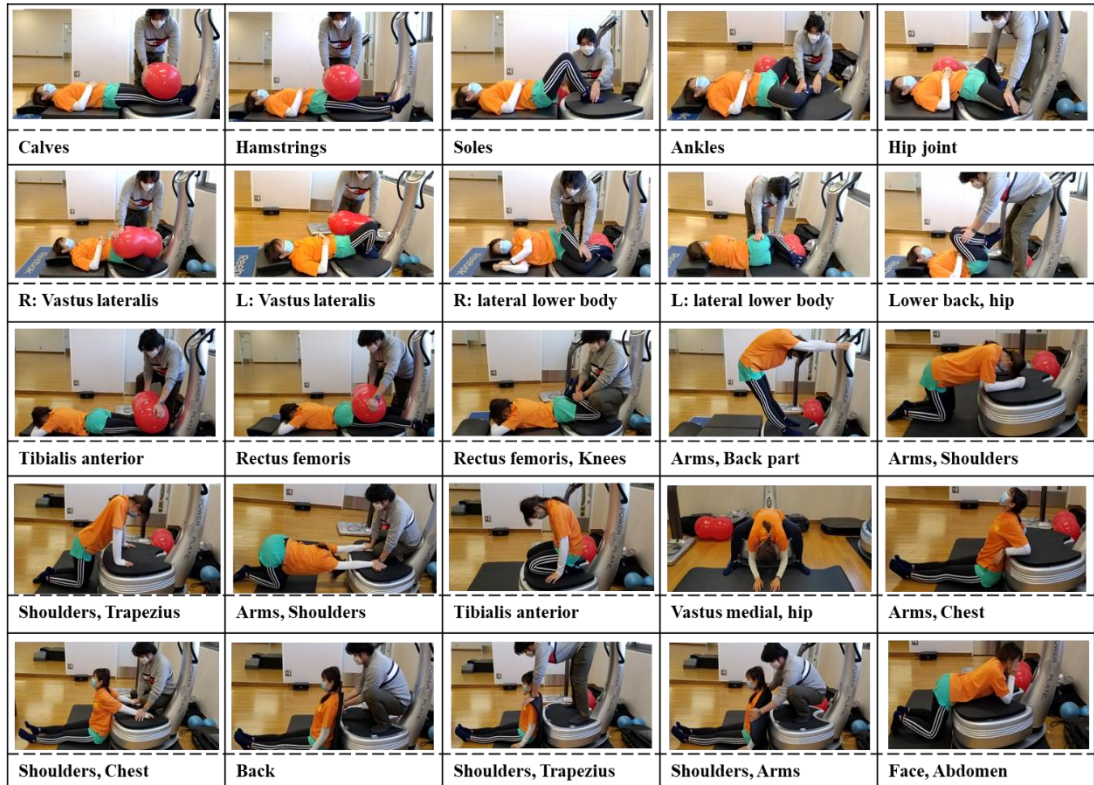 Calves
Hamstrings
Soles
Ankles
Hip joint
R: Vastus lateralis
L: Vastus lateralis
R: lateral lower body
L: lateral lower body
Lower back, hip
Tibialis anterior
Rectus femoris
Rectus femoris, Knees
Arms, Back part
Arms, Shoulders
Shoulders, Trapezius
Arms, Shoulders
Tibialis anterior
Vastus medial, hip
Arms, Chest
Shoulders, Chest
Back
Shoulders, Trapezius
Shoulders, Arms
Face, Abdomen